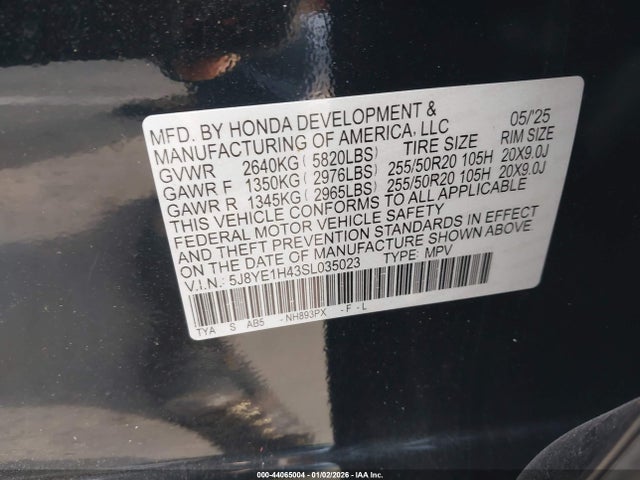 MFD. BY HONDA DEVELOPMENT & 05/'25
MANUFACTURING OF AMERICA, LLC TIRE SIZE RIM SIZE
GVWR 2640KG (5820LBS)
GAWR F 1350KG (2976LBS) 255/50R20 105H 20X9.0J
GAWR R 1345KG (2965LBS) 255/50R20 105H 20X9.0J
THIS VEHICLE CONFORMS TO ALL APPLICABLE
FEDERAL MOTOR VEHICLE SAFETY
AND THEFT PREVENTION STANDARDS IN EFFECT
ON THE DATE OF MANUFACTURE SHOWN ABOVE.
V.I.N.: 5J8YE1H43SL035023 TYPE: MPV
TYA S AB5 - NH893PX - F - L
000-44065004 - 01/02/2026 - IAA Inc.